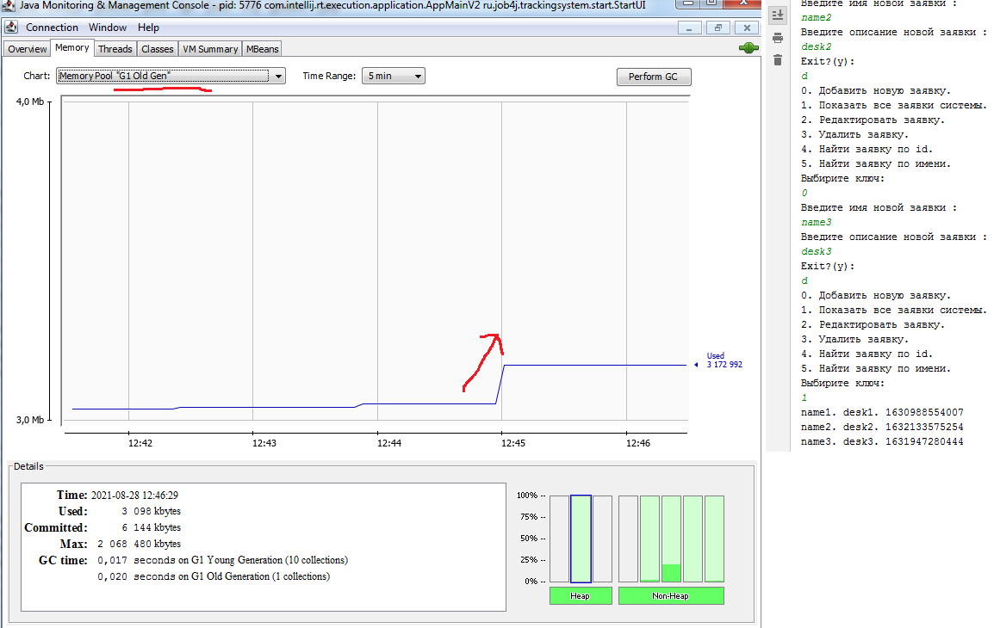 Java Monitoring & Management Console - pid: 5776 com.intellij.rt.execution.application.AppMainV2 ru.job4j.trackingsystem.start.StartUI
Connection Window Help
Overview Memory Threads Classes VM Summary MBeans
Chart: Memory Pool "G1 Old Gen" Time Range: 5 min Perform GC
4,0 Mb
Used
3 172 992
3,0 Mb
12:42 12:43 12:44 12:45 12:46
Details
Time: 2021-08-28 12:46:29
Used: 3 098 kbytes
Committed: 6 144 kbytes
Max: 2 068 480 kbytes
GC time: 0,017 seconds on G1 Young Generation (10 collections)
0,020 seconds on G1 Old Generation (1 collections)
100% --
75% --
50% --
25% --
0% --
Heap Non-Heap
Введите имя новой заявки :
name2
Введите описание новой заявки :
desk2
Exit?(y):
d
0. Добавить новую заявку.
1. Показать все заявки системы.
2. Редактировать заявку.
3. Удалить заявку.
4. Найти заявку по id.
5. Найти заявку по имени.
Выбирите ключ:
0
Введите имя новой заявки :
name3
Введите описание новой заявки :
desk3
Exit?(y):
d
0. Добавить новую заявку.
1. Показать все заявки системы.
2. Редактировать заявку.
3. Удалить заявку.
4. Найти заявку по id.
5. Найти заявку по имени.
Выбирите ключ:
1
name1. desk1. 1630988554007
name2. desk2. 1632133575254
name3. desk3. 1631947280444